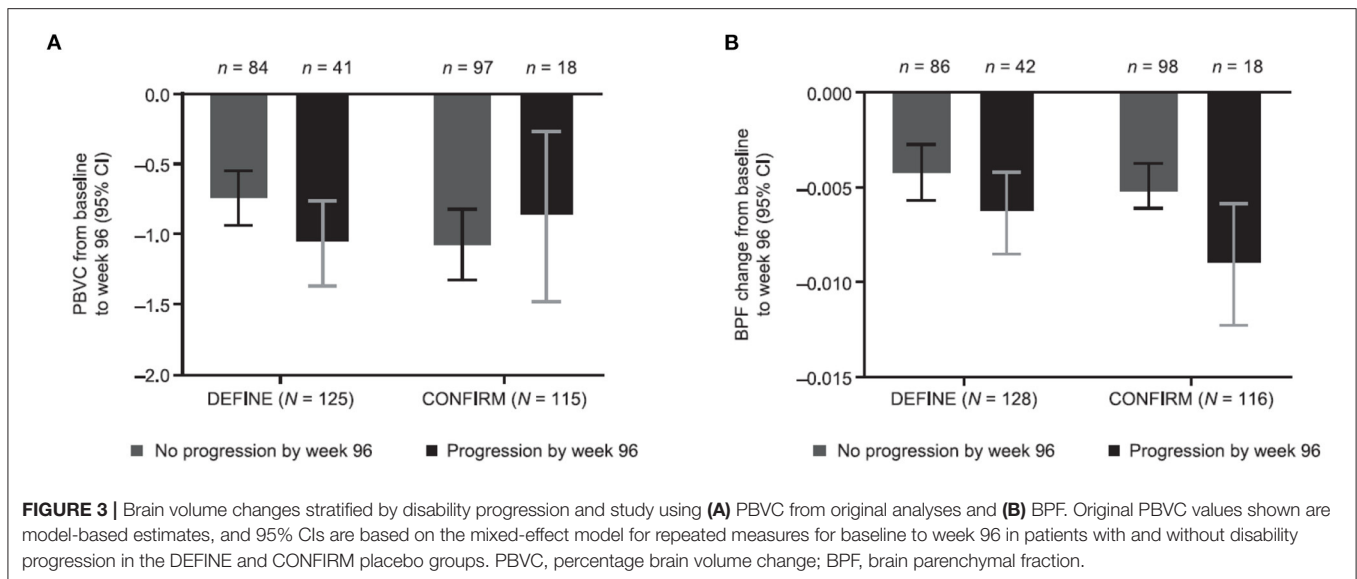 A
n = 84 n = 41 n = 97 n = 18
0.0
–0.5
–1.0
–1.5
–2.0
PBVC from baseline
to week 96 (95% CI)
DEFINE (N = 125) CONFIRM (N = 115)
No progression by week 96 Progression by week 96
B
n = 86 n = 42 n = 98 n = 18
0.000
–0.005
–0.010
–0.015
BPF change from baseline
to week 96 (95% CI)
DEFINE (N = 128) CONFIRM (N = 116)
No progression by week 96 Progression by week 96
FIGURE 3 | Brain volume changes stratified by disability progression and study using (A) PBVC from original analyses and (B) BPF. Original PBVC values shown are
model-based estimates, and 95% CIs are based on the mixed-effect model for repeated measures for baseline to week 96 in patients with and without disability
progression in the DEFINE and CONFIRM placebo groups. PBVC, percentage brain volume change; BPF, brain parenchymal fraction.